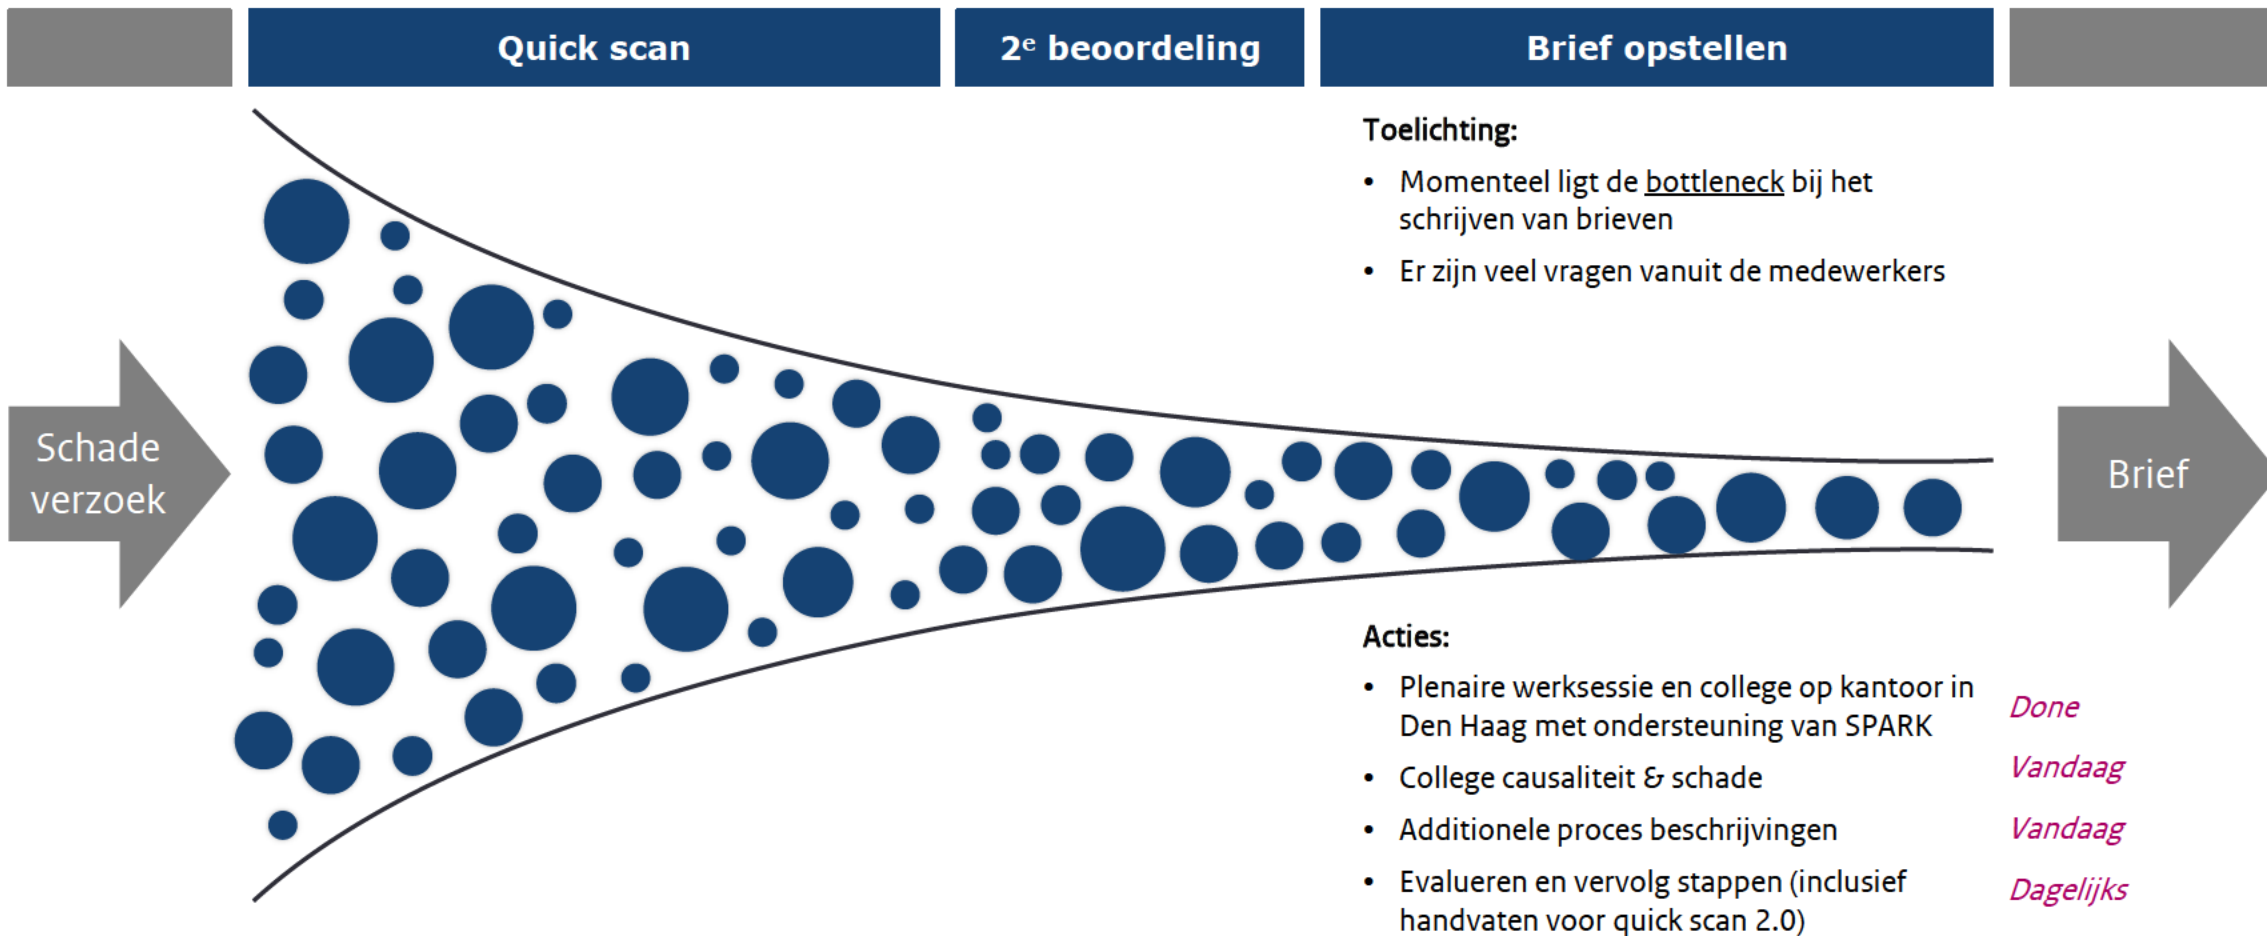 Quick scan
2ᵉ beoordeling
Brief opstellen
Schade
verzoek
Toelichting:
• Momenteel ligt de bottleneck bij het
schrijven van brieven
• Er zijn veel vragen vanuit de medewerkers
Brief
Acties:
• Plenaire werksessie en college op kantoor in
Den Haag met ondersteuning van SPARK
Done
• College causaliteit & schade
Vandaag
• Additionele proces beschrijvingen
Vandaag
• Evalueren en vervolg stappen (inclusief
handvaten voor quick scan 2.0)
Dagelijks